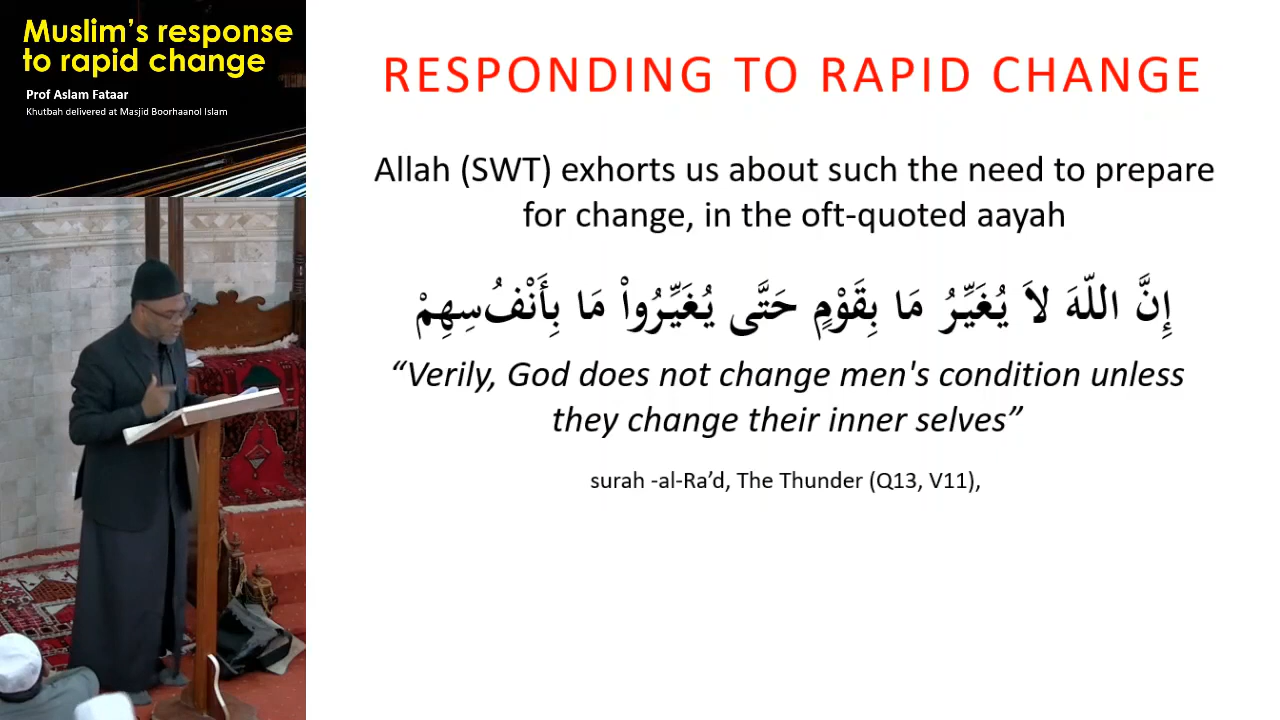 Muslim’s response
to rapid change
Prof Aslam Fataar
Khutbah delivered at Masjid Boorhaanol Islam
RESPONDING TO RAPID CHANGE
Allah (SWT) exhorts us about such the need to prepare
for change, in the oft-quoted aayah
إِنَّ اللّهَ لاَ يُغَيِّرُ مَا بِقَوْمٍ حَتَّى يُغَيِّرُواْ مَا بِأَنْفُسِهِمْ
“Verily, God does not change men's condition unless
they change their inner selves”
surah -al-Ra’d, The Thunder (Q13, V11),